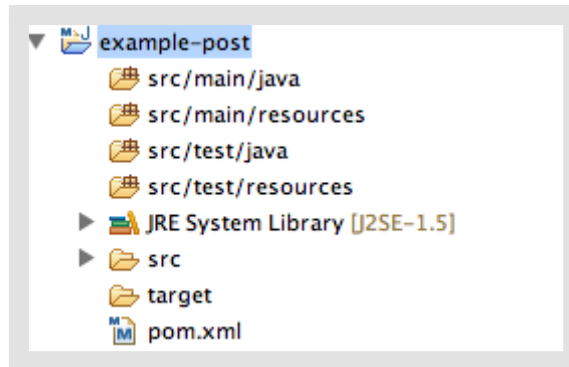 example-post
src/main/java
src/main/resources
src/test/java
src/test/resources
JRE System Library [J2SE-1.5]
src
target
pom.xml